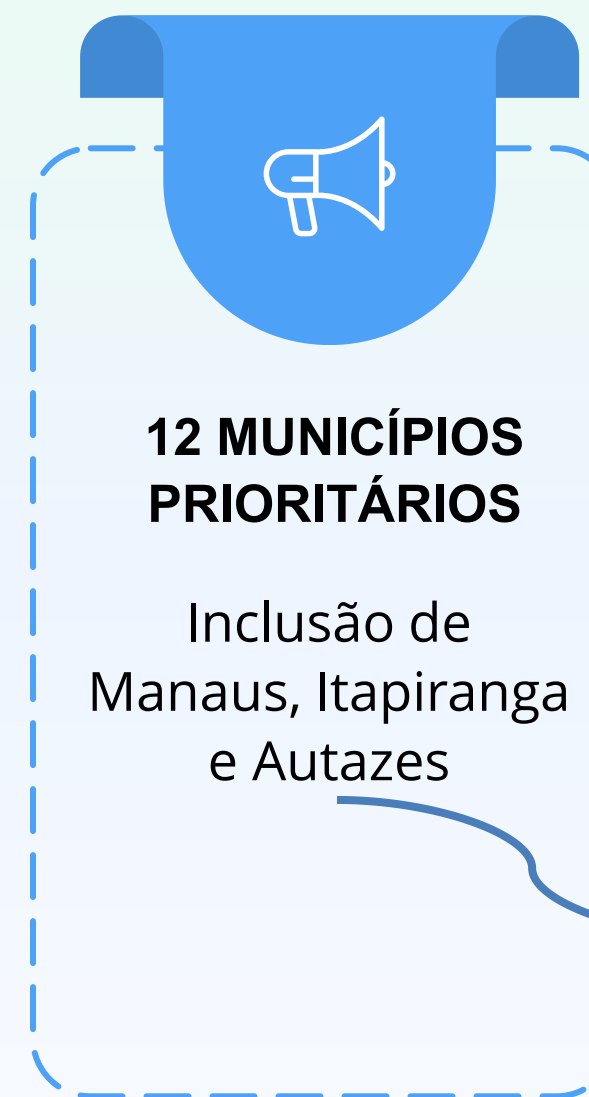 12 MUNICÍPIOS
PRIORITÁRIOS
Inclusão de
Manaus, Itapiranga
e Autazes